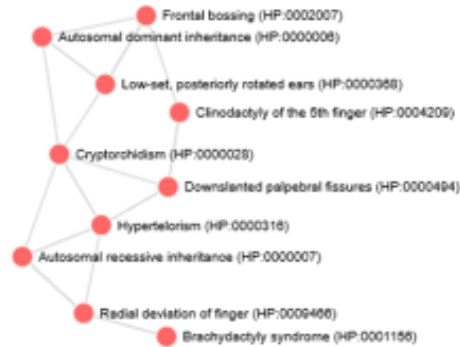 Frontal bossing (HP:0002007)
Autosomal dominant inheritance (HP:0000006)
Low-set, posteriorly rotated ears (HP:0000368)
Clinodactyly of the 5th finger (HP:0004209)
Cryptorchidism (HP:0000028)
Downslanted palpebral fissures (HP:0000494)
Hypertelorism (HP:0000316)
Autosomal recessive inheritance (HP:0000007)
Radial deviation of finger (HP:0009466)
Brachydactyly syndrome (HP:0001156)